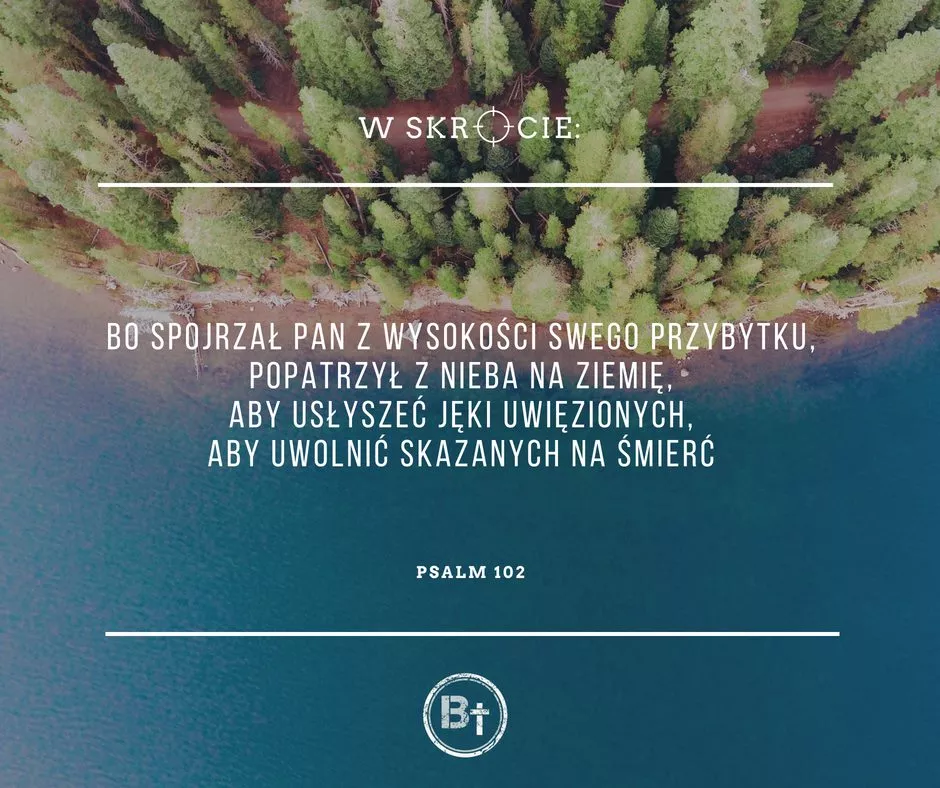 W SKROCIE:
BO SPOJRZAŁ PAN Z WYSOKOŚCI SWEGO PRZYBYTKU,
POPATRZYŁ Z NIEBA NA ZIEMIĘ,
ABY USŁYSZEĆ JĘKI UWIĘZIONYCH,
ABY UWOLNIĆ SKAZANYCH NA ŚMIERĆ
PSALM 102
B†